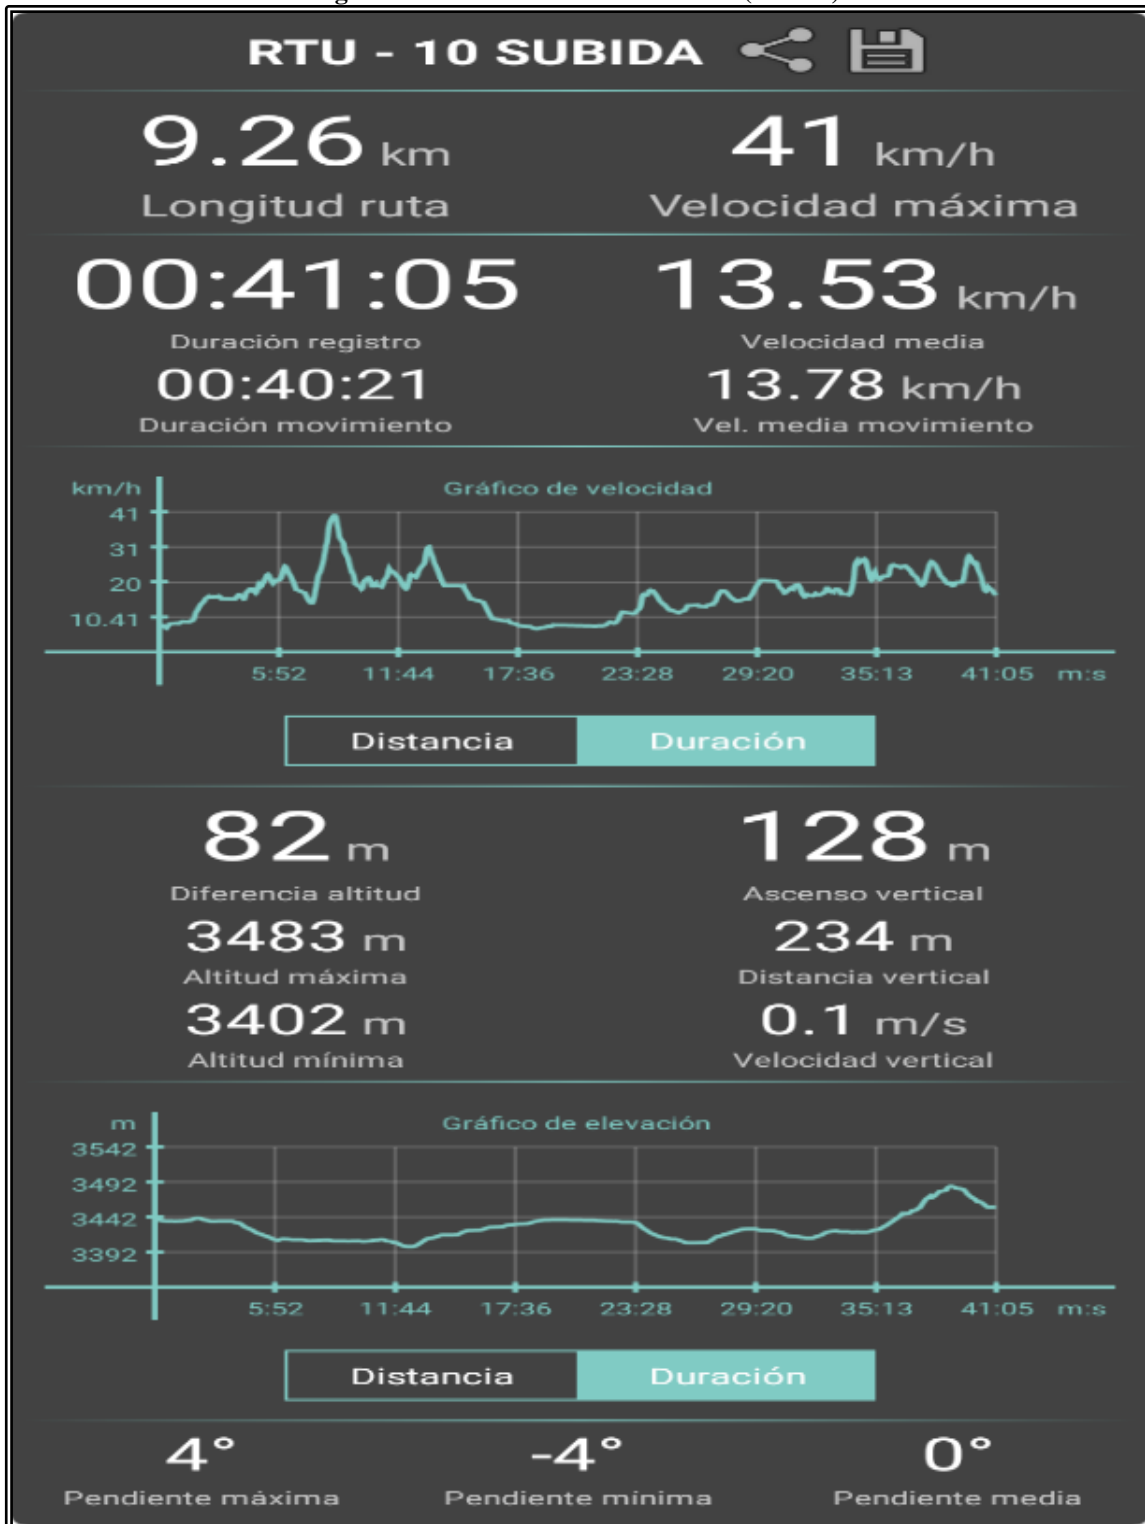 RTU - 10 SUBIDA
9.26 km 41 km/h
Longitud ruta Velocidad máxima
00:41:05 13.53 km/h
Duración registro Velocidad media
00:40:21 13.78 km/h
Duración movimiento Vel. media movimiento
km/h Gráfico de velocidad
41
31
20
10.41
5:52 11:44 17:36 23:28 29:20 35:13 41:05 m:s
Distancia Duración
82 m 128 m
Diferencia altitud Ascenso vertical
3483 m 234 m
Altitud máxima Distancia vertical
3402 m 0.1 m/s
Altitud mínima Velocidad vertical
m Gráfico de elevación
3542
3492
3442
3392
5:52 11:44 17:36 23:28 29:20 35:13 41:05 m:s
Distancia Duración
4° -4° 0°
Pendiente máxima Pendiente mínima Pendiente media